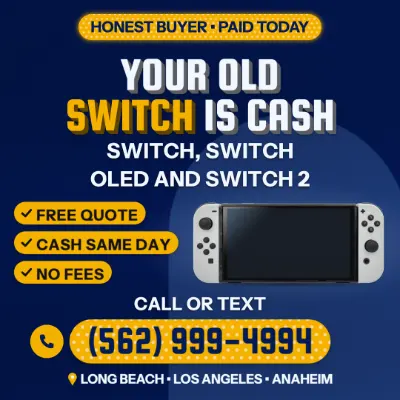 HONEST BUYER • PAID TODAY
YOUR OLD
SWITCH IS CASH
SWITCH, SWITCH
OLED AND SWITCH 2
FREE QUOTE
CASH SAME DAY
NO FEES
CALL OR TEXT
(562) 999-4994
LONG BEACH • LOS ANGELES • ANAHEIM